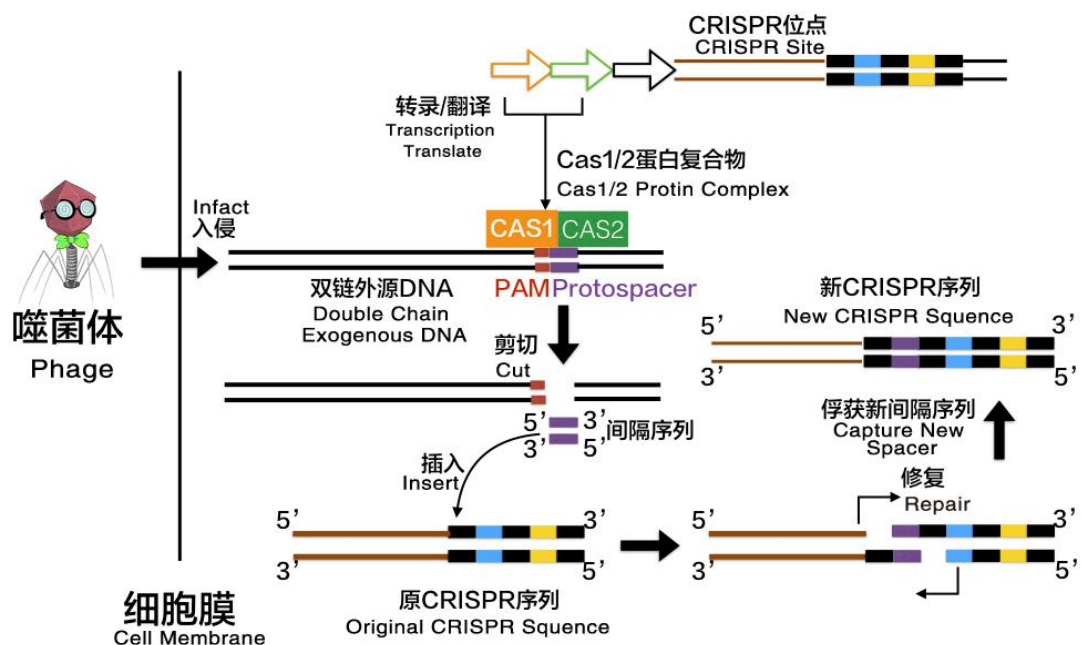 CRISPR位点
CRISPR Site
转录/翻译
Transcription
Translate
Cas1/2蛋白复合物
Cas1/2 Protin Complex
Infact
入侵
CAS1
CAS2
双链外源DNA
Double Chain
Exogenous DNA
PAM
Protospacer
噬菌体
Phage
剪切
Cut
5’
3’
3’
5’
间隔序列
插入
Insert
5’
3’
3’
5’
原CRISPR序列
Original CRISPR Squence
新CRISPR序列
New CRISPR Squence
5’
3’
3’
5’
俘获新间隔序列
Capture New
Spacer
修复
Repair
5’
3’
3’
5’
细胞膜
Cell Membrane